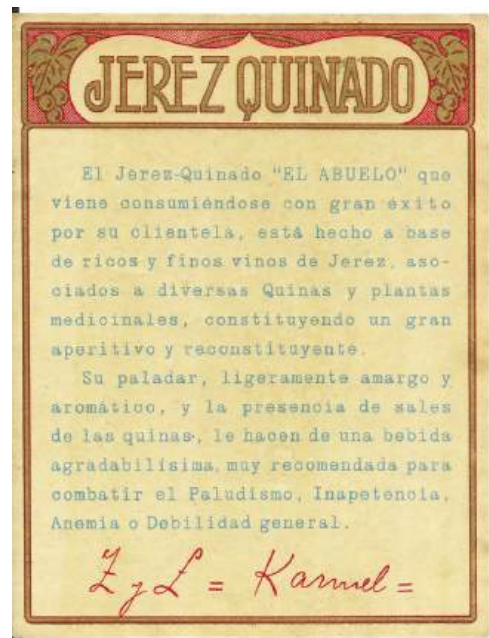 JEREZ QUINADO
El Jerez-Quinado "EL ABUELO" que
viene consumiéndose con gran éxito
por su clientela, está hecho a base
de ricos y finos vinos de Jerez, aso-
ciados a diversas Quinas y plantas
medicinales, constituyendo un gran
aperitivo y reconstituyente.
Su paladar, ligeramente amargo y
aromático, y la presencia de sales
de las quinas, le hacen de una bebida
agradabilísima, muy recomendada para
combatir el Paludismo, Inapetencia,
Anemia o Debilidad general.
Z y L = Karmel =